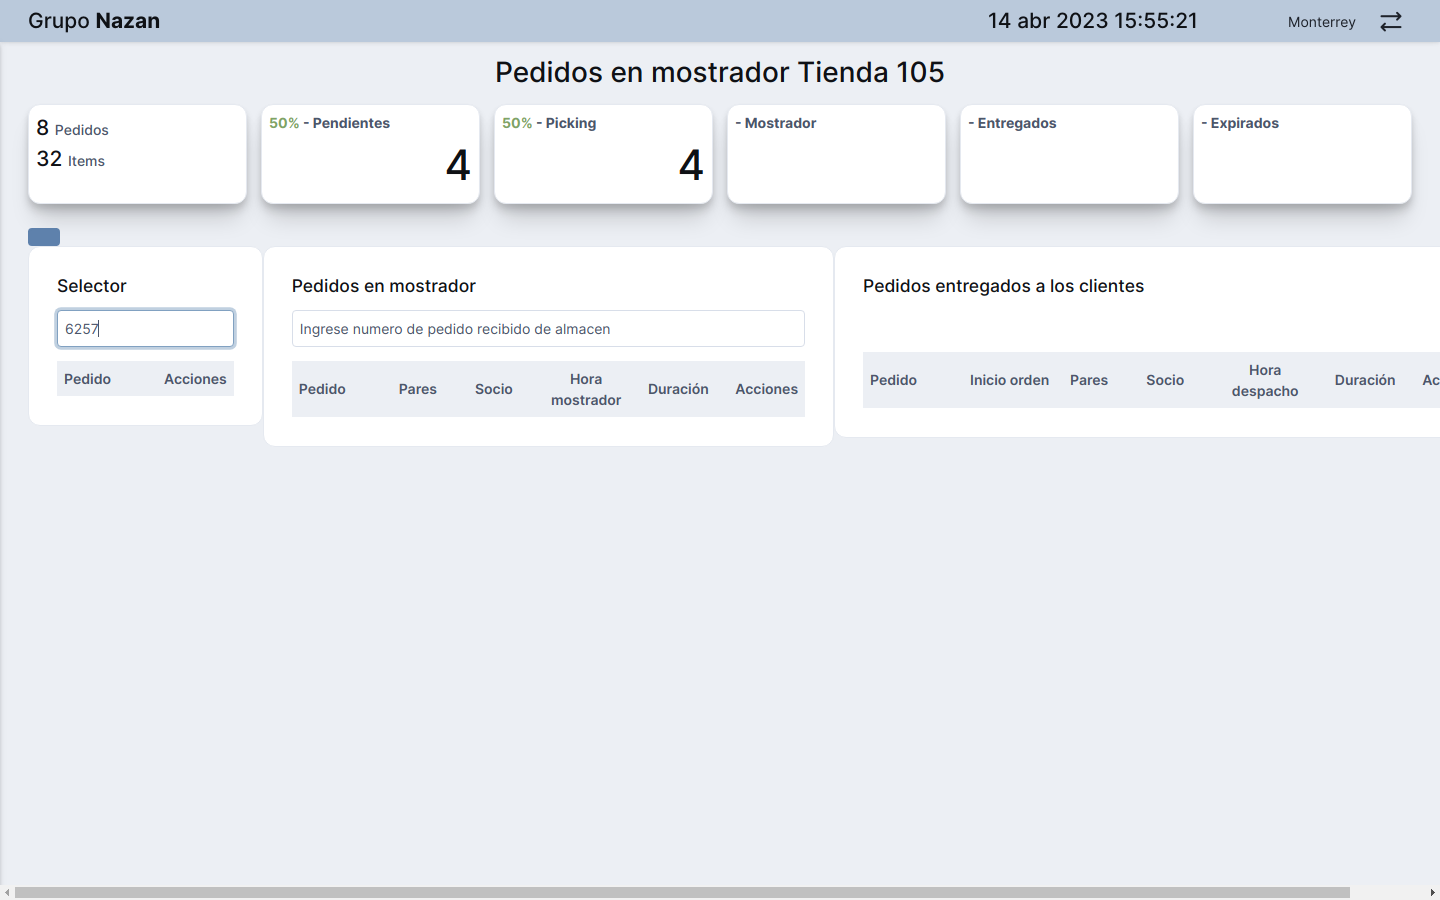 Grupo Nazan
14 abr 2023 15:55:21
Monterrey
Pedidos en mostrador Tienda 105
8 Pedidos
32 Items
50% - Pendientes
4
50% - Picking
4
- Mostrador
- Entregados
- Expirados
Selector
6257
Pedido Acciones
Pedidos en mostrador
Ingrese numero de pedido recibido de almacen
Pedido Pares Socio Hora mostrador Duración Acciones
Pedidos entregados a los clientes
Pedido Inicio orden Pares Socio Hora despacho Duración Ac